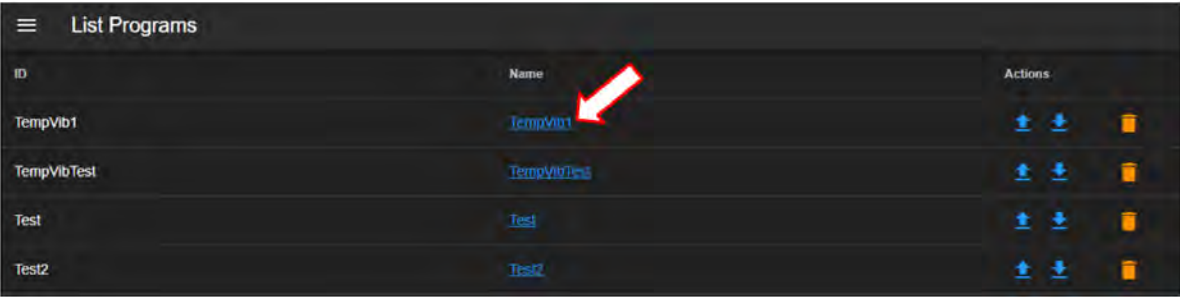 List Programs
ID Name Actions
TempVib1 TempVib1
TempVibTest TempVibTest
Test Test
Test2 Test2